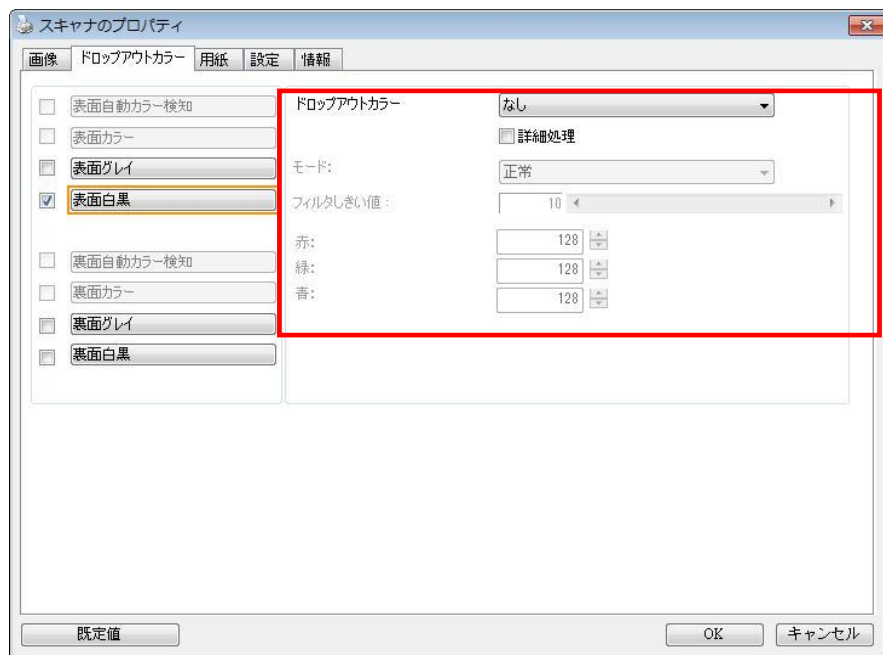 スキャナのプロパティ
画像 ドロップアウトカラー 用紙 設定 情報
表面自動カラー検知
表面カラー
表面グレイ
表面白黒
裏面自動カラー検知
裏面カラー
裏面グレイ
裏面白黒
ドロップアウトカラー なし
詳細処理
モード: 正常
フィルタしきい値: 10
赤: 128
緑: 128
青: 128
既定値 OK キャンセル